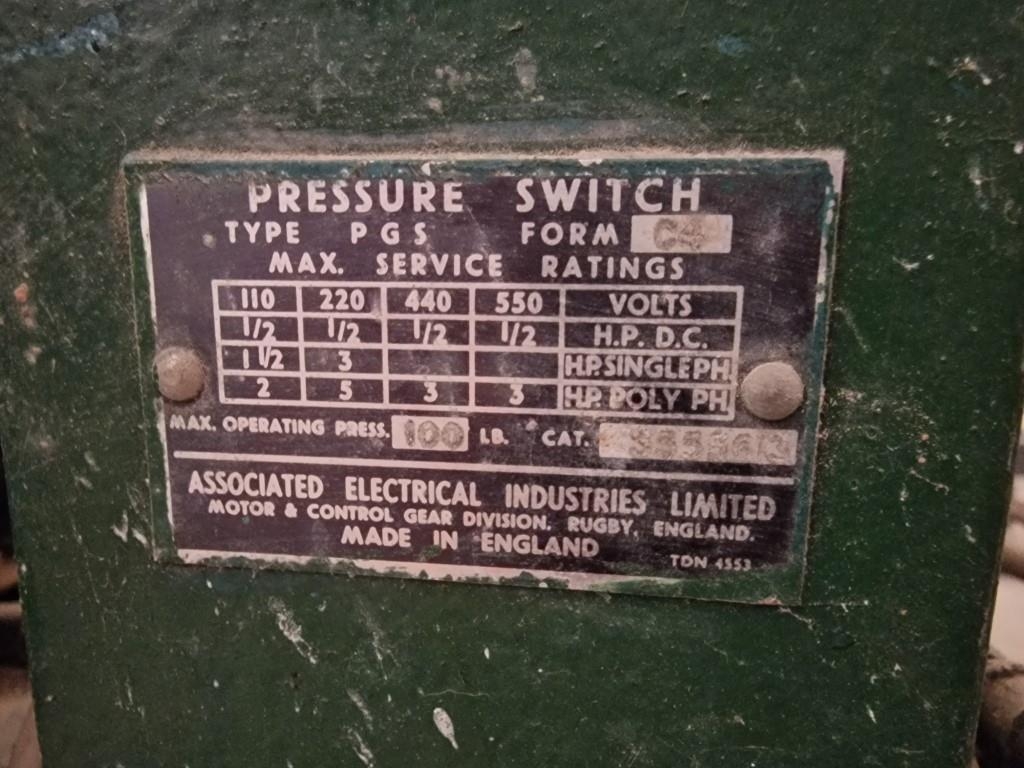 PRESSURE SWITCH
TYPE PGS FORM C4
MAX. SERVICE RATINGS
110 220 440 550 VOLTS
1/2 1/2 1/2 1/2 H.P. D.C.
1 1/2 3 H.P. SINGLE PH
2 5 3 3 H.P. POLY PH
MAX. OPERATING PRESS. 100 LB. CAT.
ASSOCIATED ELECTRICAL INDUSTRIES LIMITED
MOTOR & CONTROL GEAR DIVISION. RUGBY, ENGLAND.
MADE IN ENGLAND
TDN 4553